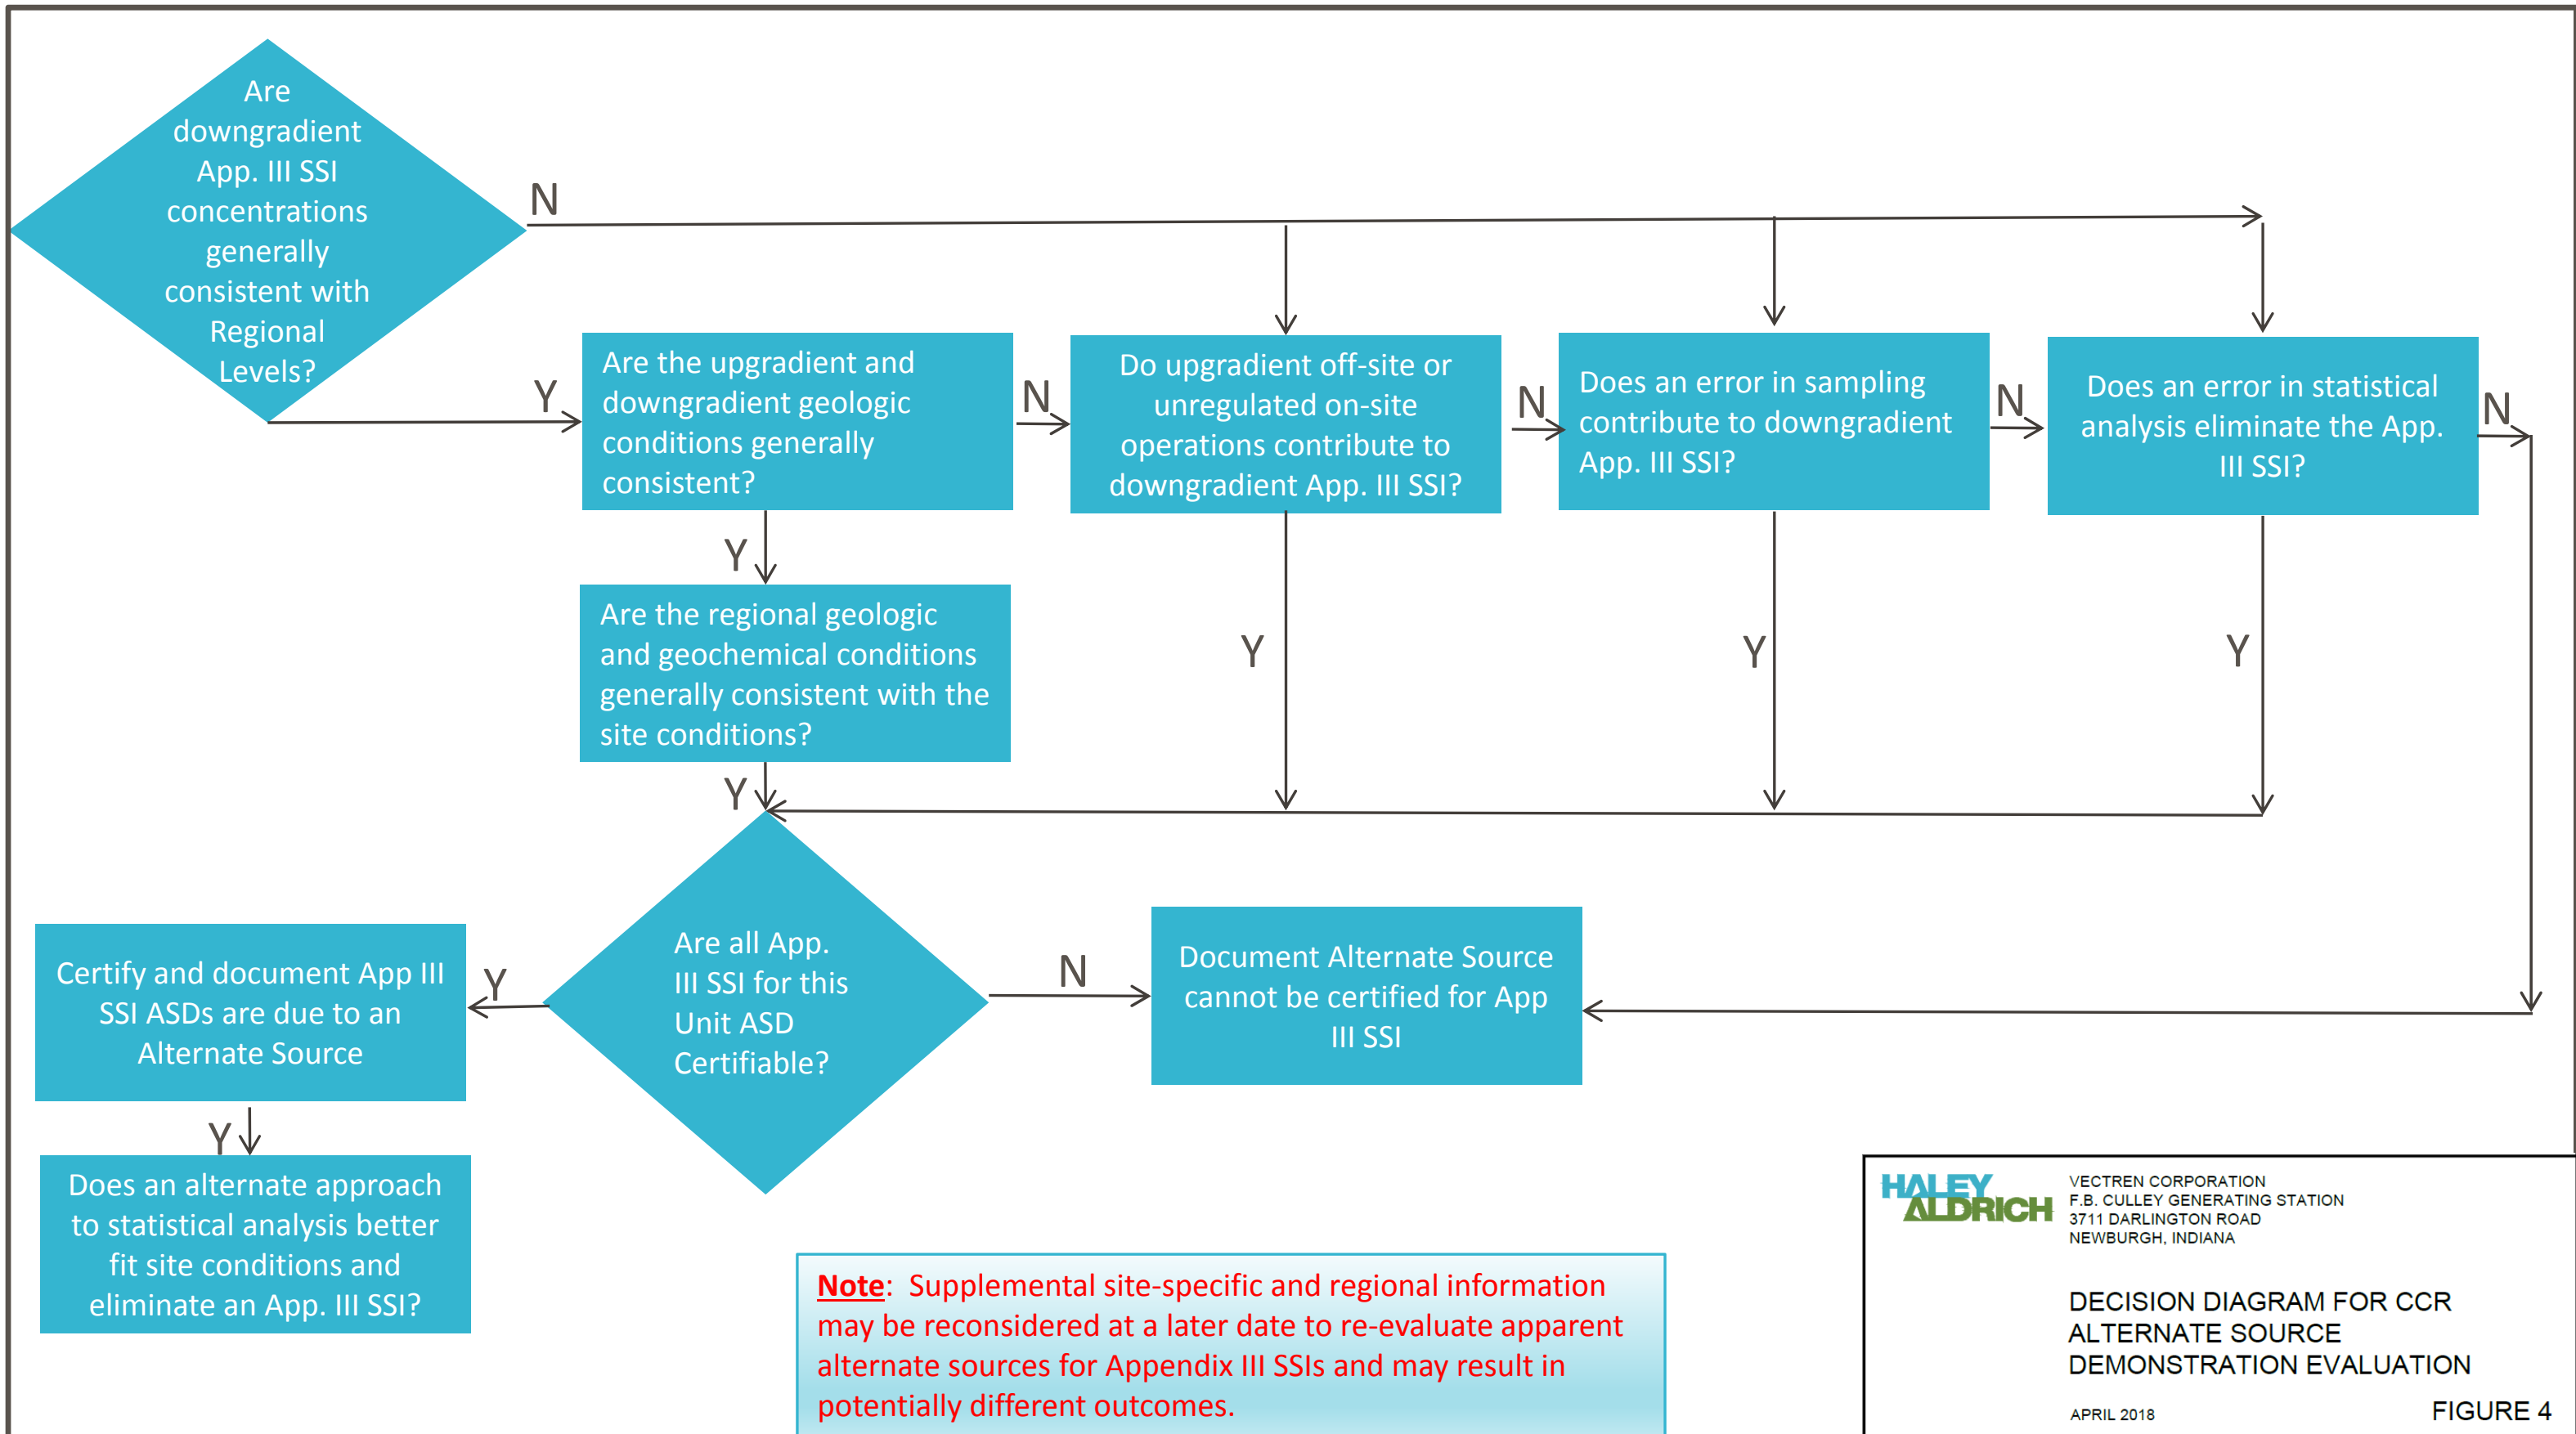 Are
downgradient
App. III SSI
concentrations
generally
consistent with
Regional
Levels?
N
Y
Are the upgradient and
downgradient geologic
conditions generally
consistent?
N
Do upgradient off-site or
unregulated on-site
operations contribute to
downgradient App. III SSI?
N
Does an error in sampling
contribute to downgradient
App. III SSI?
N
Does an error in statistical
analysis eliminate the App.
III SSI?
N
Y
Are the regional geologic
and geochemical conditions
generally consistent with the
site conditions?
Y
Y
Y
Y
Are all App.
III SSI for this
Unit ASD
Certifiable?
Y
N
Certify and document App III
SSI ASDs are due to an
Alternate Source
Document Alternate Source
cannot be certified for App
III SSI
Y
Does an alternate approach
to statistical analysis better
fit site conditions and
eliminate an App. III SSI?
Note: Supplemental site-specific and regional information
may be reconsidered at a later date to re-evaluate apparent
alternate sources for Appendix III SSIs and may result in
potentially different outcomes.
HALEY
ALDRICH
VECTREN CORPORATION
F.B. CULLEY GENERATING STATION
3711 DARLINGTON ROAD
NEWBURGH, INDIANA
DECISION DIAGRAM FOR CCR
ALTERNATE SOURCE
DEMONSTRATION EVALUATION
APRIL 2018
FIGURE 4